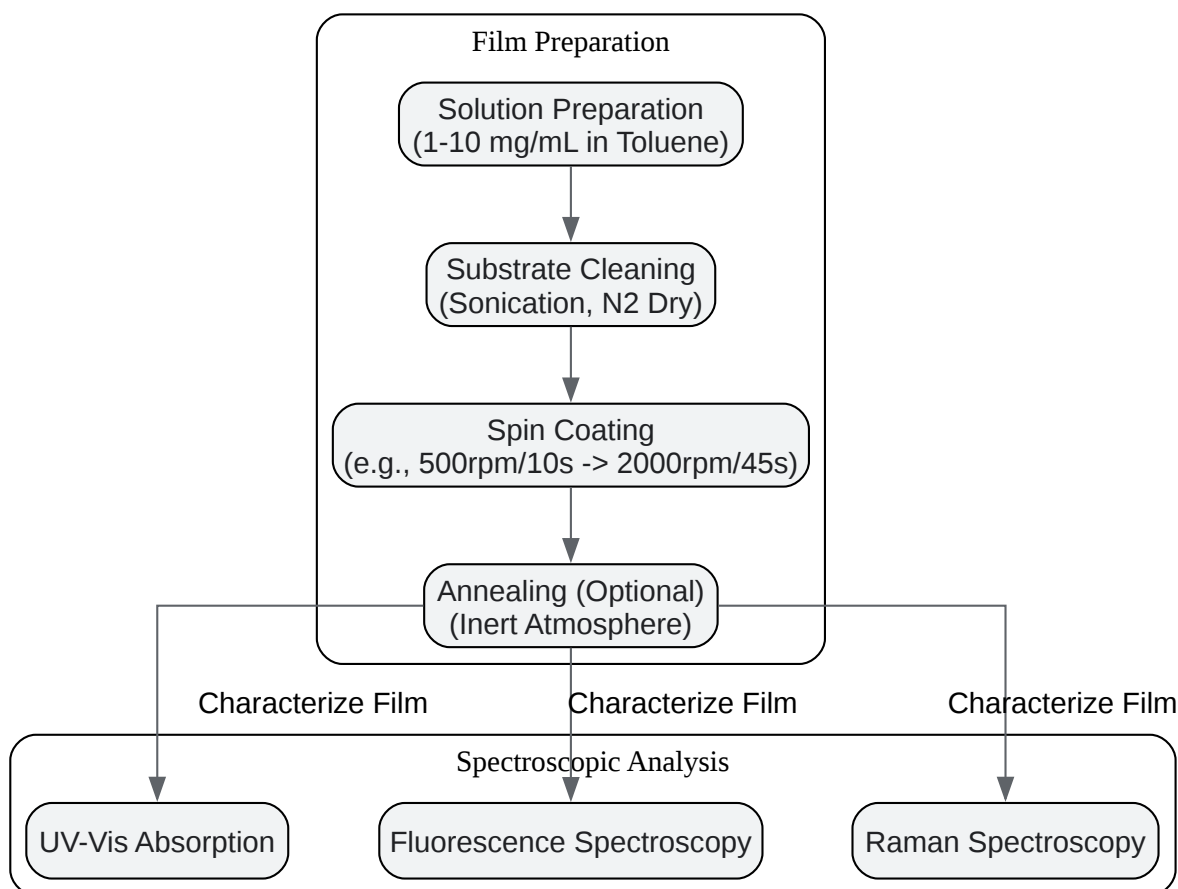 Film Preparation
Solution Preparation
(1-10 mg/mL in Toluene)
Substrate Cleaning
(Sonication, N2 Dry)
Spin Coating
(e.g., 500rpm/10s -> 2000rpm/45s)
Annealing (Optional)
(Inert Atmosphere)
Characterize Film
Characterize Film
Characterize Film
Spectroscopic Analysis
UV-Vis Absorption
Fluorescence Spectroscopy
Raman Spectroscopy